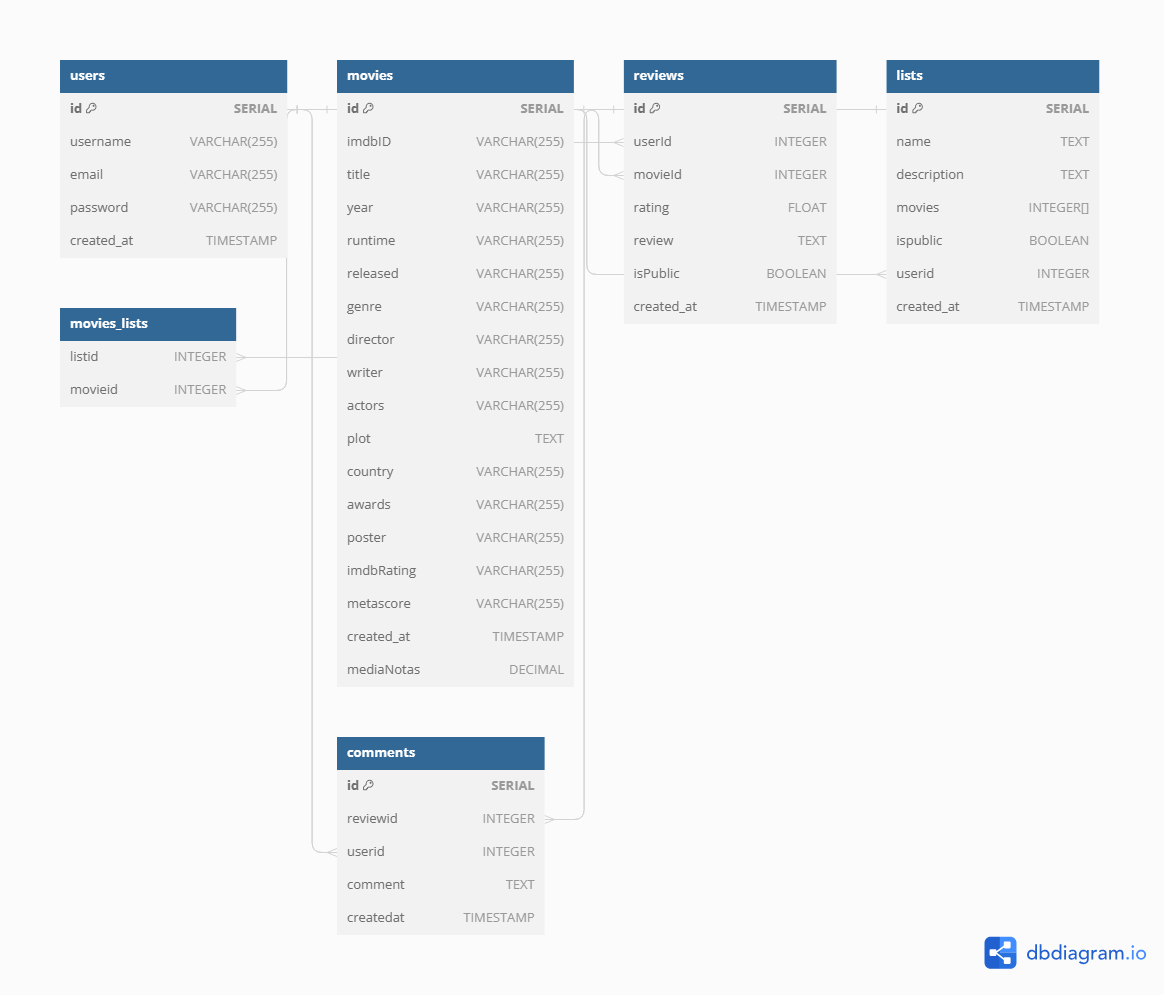 users
id SERIAL
username VARCHAR(255)
email VARCHAR(255)
password VARCHAR(255)
created_at TIMESTAMP
movies_lists
listid INTEGER
movieid INTEGER
movies
id SERIAL
imdbID VARCHAR(255)
title VARCHAR(255)
year VARCHAR(255)
runtime VARCHAR(255)
released VARCHAR(255)
genre VARCHAR(255)
director VARCHAR(255)
writer VARCHAR(255)
actors VARCHAR(255)
plot TEXT
country VARCHAR(255)
awards VARCHAR(255)
poster VARCHAR(255)
imdbRating VARCHAR(255)
metascore VARCHAR(255)
created_at TIMESTAMP
mediaNotas DECIMAL
comments
id SERIAL
reviewid INTEGER
userid INTEGER
comment TEXT
createdat TIMESTAMP
reviews
id SERIAL
userId INTEGER
movieId INTEGER
rating FLOAT
review TEXT
isPublic BOOLEAN
created_at TIMESTAMP
lists
id SERIAL
name TEXT
description TEXT
movies INTEGER[]
ispublic BOOLEAN
userid INTEGER
created_at TIMESTAMP
dbdiagram.io